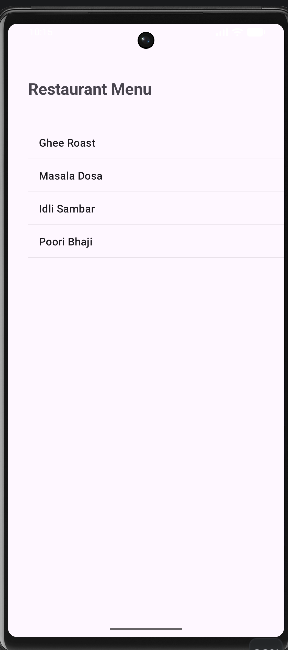 Restaurant Menu
Ghee Roast
Masala Dosa
Idli Sambar
Poori Bhaji